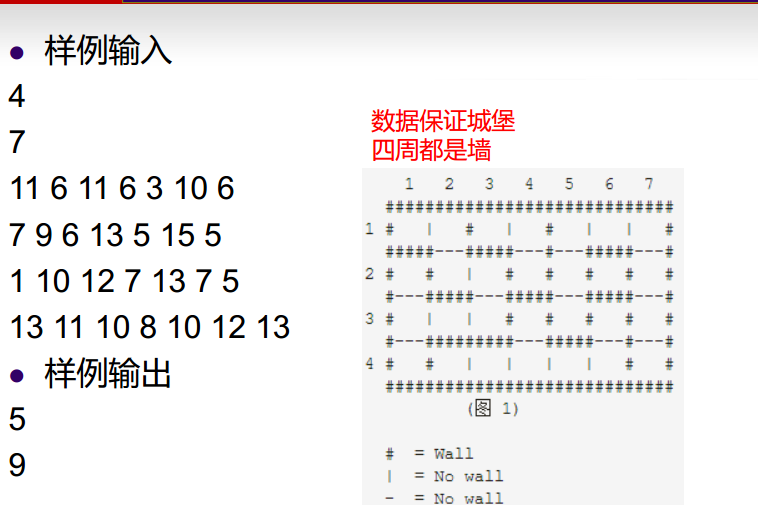 ● 样例输入
4
7
11 6 11 6 3 10 6
7 9 6 13 5 15 5
1 10 12 7 13 7 5
13 11 10 8 10 12 13
● 样例输出
5
9
数据保证城堡
四周都是墙
1 2 3 4 5 6 7
#############################
1 # | # | # | | #
#####---#####---#---#####---#
2 # # | # # # # #
#---#####---#####---#####---#
3 # | | # # # # #
#---#########---#####---#---#
4 # # | | | | # #
#############################
(图 1)
# = Wall
| = No wall
- = No wall